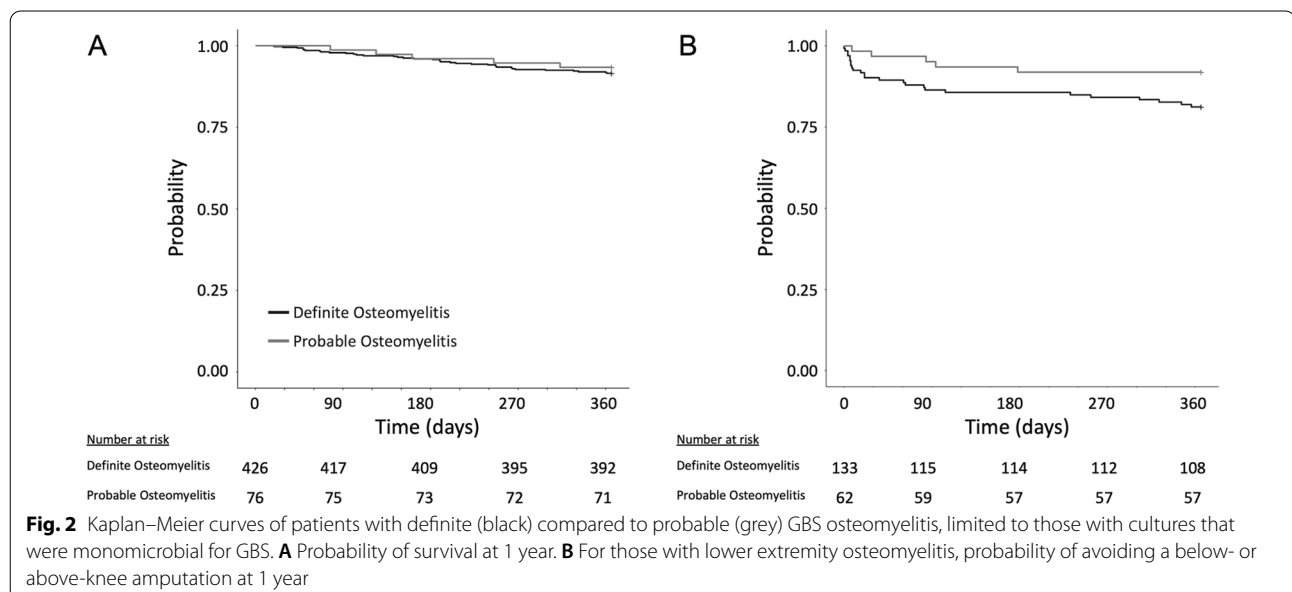 A
1.00
0.75
0.50
0.25
0.00
Probability
Definite Osteomyelitis
Probable Osteomyelitis
0 90 180 270 360
Time (days)
Number at risk
Definite Osteomyelitis 426 417 409 395 392
Probable Osteomyelitis 76 75 73 72 71
B
1.00
0.75
0.50
0.25
0.00
Probability
0 90 180 270 360
Time (days)
Number at risk
Definite Osteomyelitis 133 115 114 112 108
Probable Osteomyelitis 62 59 57 57 57
Fig. 2 Kaplan–Meier curves of patients with definite (black) compared to probable (grey) GBS osteomyelitis, limited to those with cultures that
were monomicrobial for GBS. A Probability of survival at 1 year. B For those with lower extremity osteomyelitis, probability of avoiding a below- or
above-knee amputation at 1 year